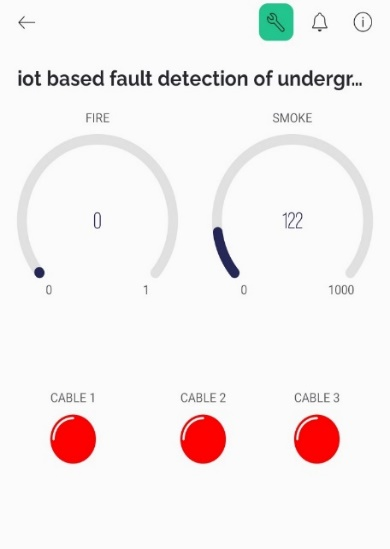 iot based fault detection of undergr...
FIRE SMOKE
0 122
0 1 0 1000
CABLE 1 CABLE 2 CABLE 3